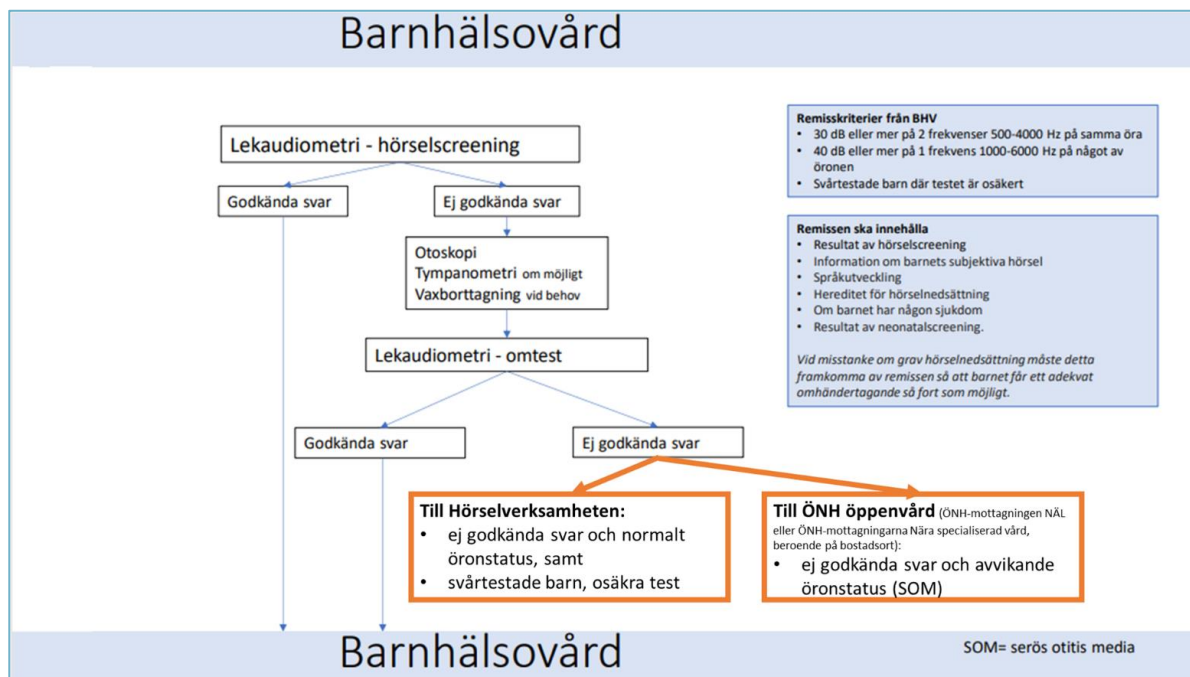 Barnhälsovård
Lekaudiometri - hörselscreening
Godkända svar
Ej godkända svar
Otoskopi
Tympanometri om möjligt
Vaxborttagning vid behov
Lekaudiometri - omtest
Godkända svar
Ej godkända svar
Till Hörselverksamheten:
• ej godkända svar och normalt
öronstatus, samt
• svårtestade barn, osäkra test
Till ÖNH öppenvård (ÖNH-mottagningen NÄL
eller ÖNH-mottagningarna Nära specialiserad vård,
beroende på bostadsort):
• ej godkända svar och avvikande
öronstatus (SOM)
Remisskriterier från BHV
• 30 dB eller mer på 2 frekvenser 500-4000 Hz på samma öra
• 40 dB eller mer på 1 frekvens 1000-6000 Hz på något av
öronen
• Svårtestade barn där testet är osäkert
Remissen ska innehålla
• Resultat av hörselscreening
• Information om barnets subjektiva hörsel
• Språkutveckling
• Hereditet för hörselnedsättning
• Om barnet har någon sjukdom
• Resultat av neonatalscreening.
Vid misstanke om grav hörselnedsättning måste detta
framkomma av remissen så att barnet får ett adekvat
omhändertagande så fort som möjligt.
Barnhälsovård
SOM= serös otitis media